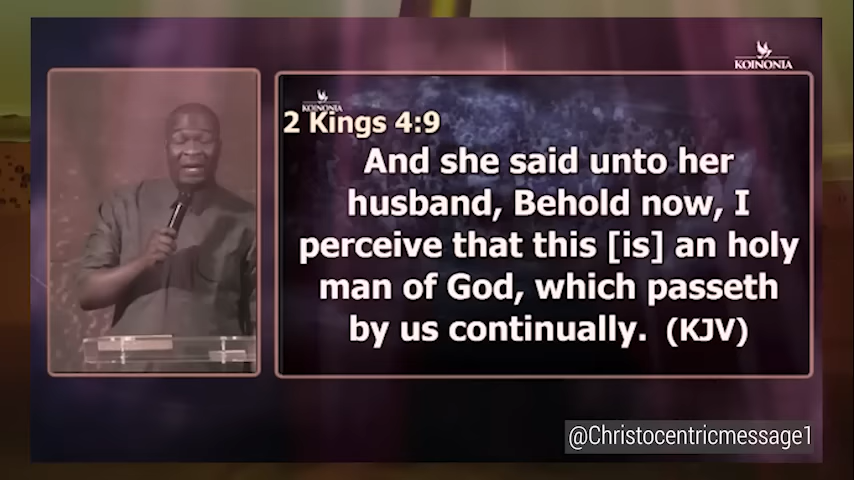 KOINONIA
KOINONIA
2 Kings 4:9
And she said unto her
husband, Behold now, I
perceive that this [is] an holy
man of God, which passeth
by us continually. (KJV)
@Christocentricmessage1